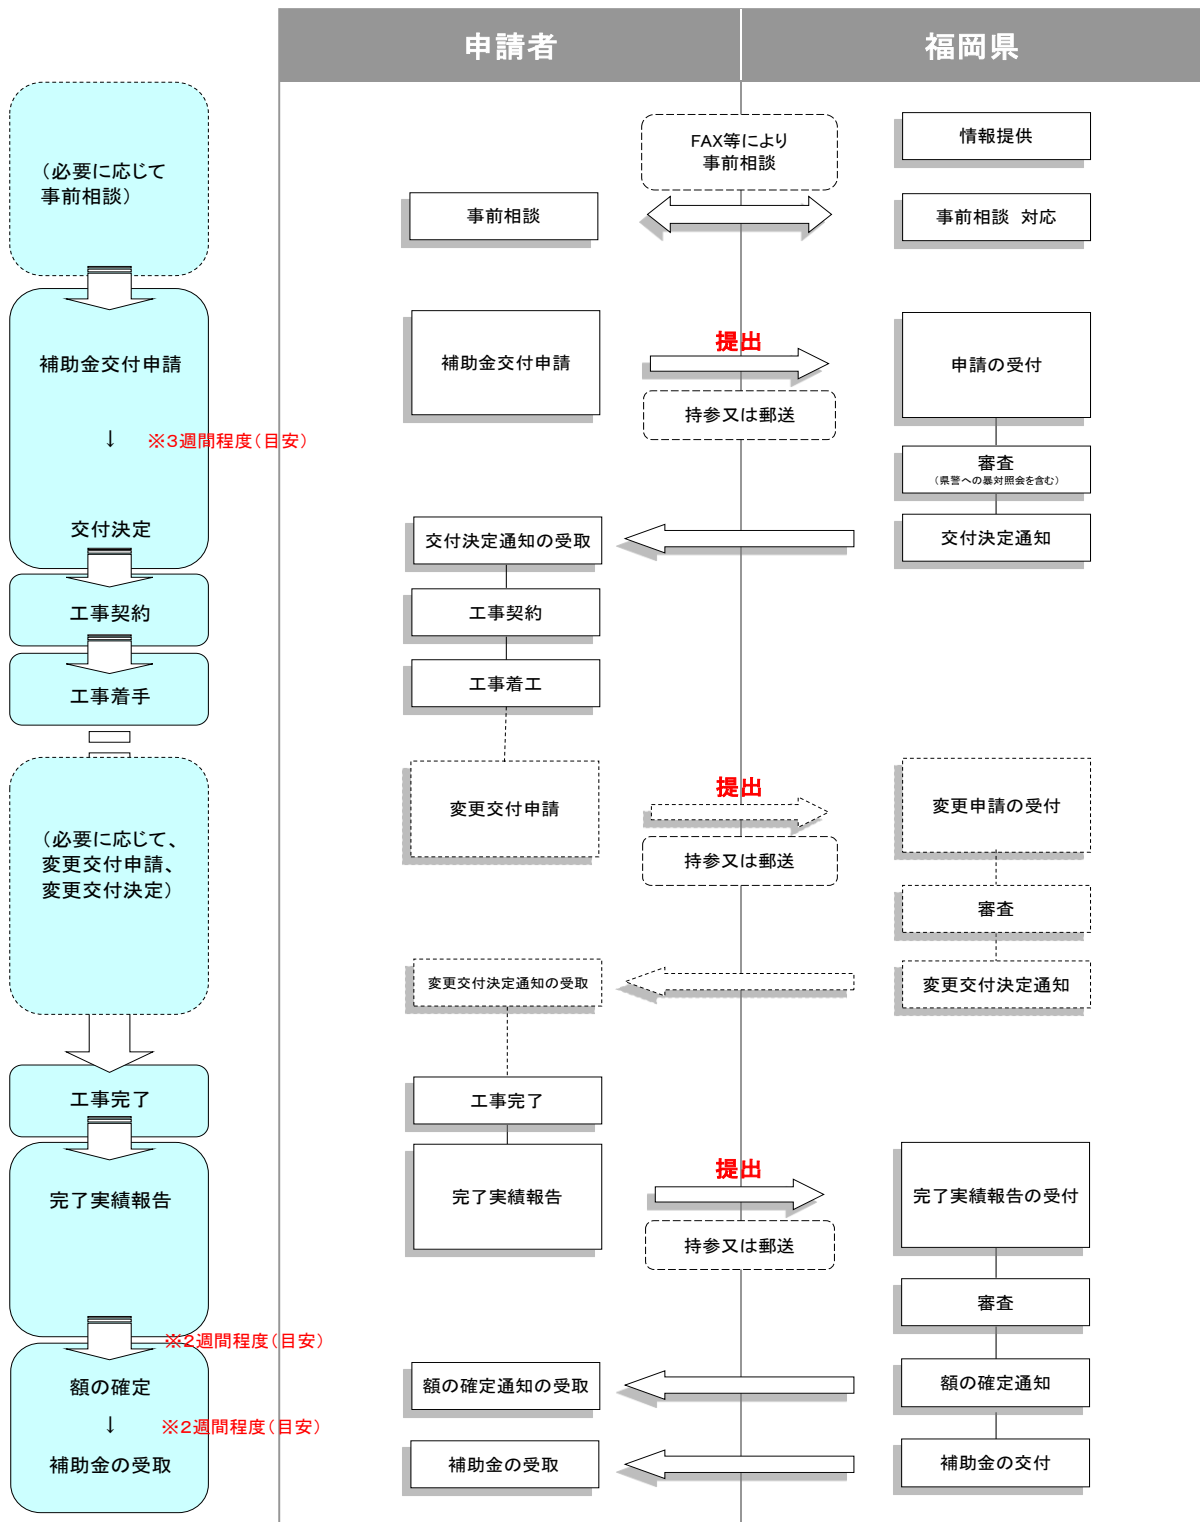 申請者
福岡県
（必要に応じて
事前相談）
FAX等により
事前相談
情報提供
事前相談
事前相談 対応
補助金交付申請
↓
※3週間程度（目安）
交付決定
補助金交付申請
提出
持参又は郵送
申請の受付
審査
（県警への暴対照会を含む）
交付決定通知の受取
交付決定通知
工事契約
工事契約
工事着手
工事着工
（必要に応じて、
変更交付申請、
変更交付決定）
変更交付申請
提出
持参又は郵送
変更申請の受付
審査
変更交付決定通知の受取
変更交付決定通知
工事完了
工事完了
完了実績報告
完了実績報告
提出
持参又は郵送
完了実績報告の受付
審査
※2週間程度（目安）
額の確定
↓
※2週間程度（目安）
補助金の受取
額の確定通知の受取
額の確定通知
補助金の受取
補助金の交付